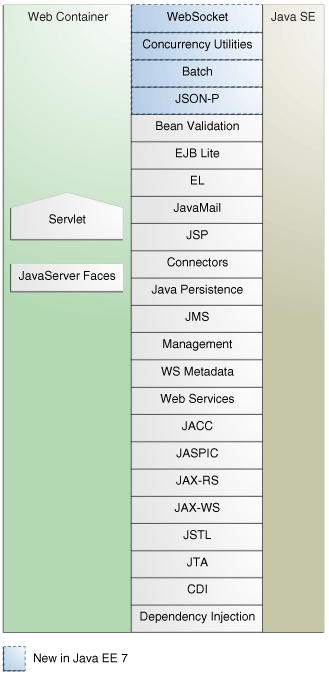 Web Container
WebSocket
Java SE
Concurrency Utilities
Batch
JSON-P
Bean Validation
EJB Lite
EL
JavaMail
Servlet
JSP
Connectors
JavaServer Faces
Java Persistence
JMS
Management
WS Metadata
Web Services
JACC
JASPIC
JAX-RS
JAX-WS
JSTL
JTA
CDI
Dependency Injection
New in Java EE 7